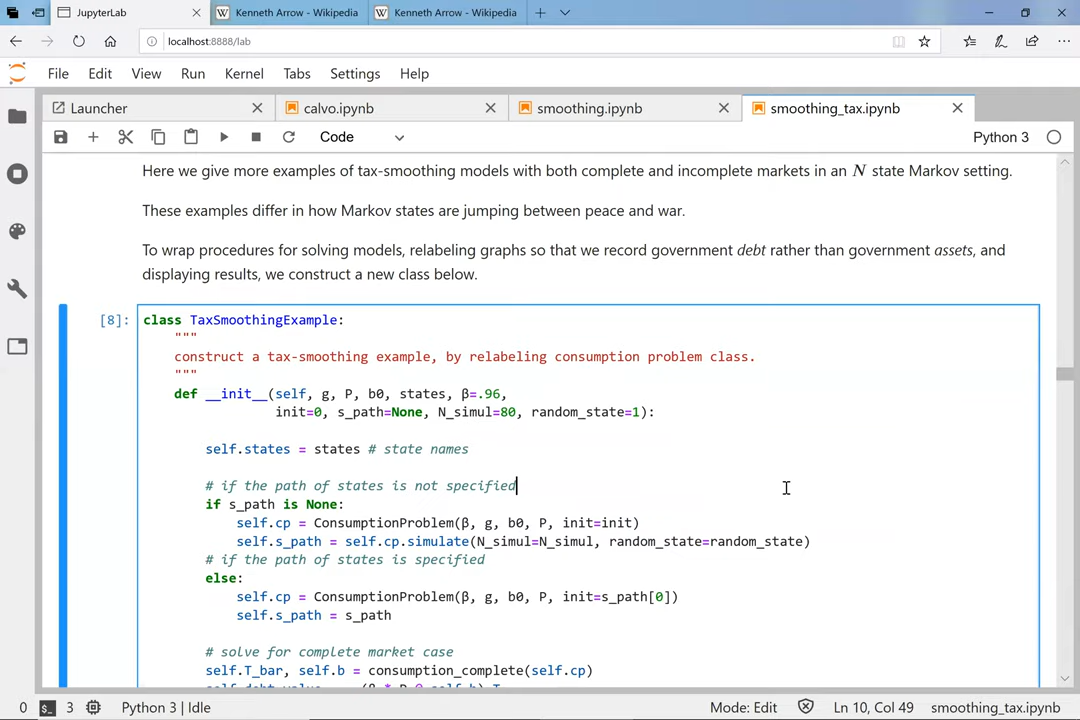 JupyterLab
Kenneth Arrow - Wikipedia
Kenneth Arrow - Wikipedia
localhost:8888/lab
File Edit View Run Kernel Tabs Settings Help
Launcher
calvo.ipynb
smoothing.ipynb
smoothing_tax.ipynb
Code
Python 3
Here we give more examples of tax-smoothing models with both complete and incomplete markets in an N state Markov setting.
These examples differ in how Markov states are jumping between peace and war.
To wrap procedures for solving models, relabeling graphs so that we record government debt rather than government assets, and
displaying results, we construct a new class below.
[8]: class TaxSmoothingExample:
"""
construct a tax-smoothing example, by relabeling consumption problem class.
"""
def __init__(self, g, P, b0, states, β=.96,
init=0, s_path=None, N_simul=80, random_state=1):
self.states = states # state names
# if the path of states is not specified
if s_path is None:
self.cp = ConsumptionProblem(β, g, b0, P, init=init)
self.s_path = self.cp.simulate(N_simul=N_simul, random_state=random_state)
# if the path of states is specified
else:
self.cp = ConsumptionProblem(β, g, b0, P, init=s_path[0])
self.s_path = s_path
# solve for complete market case
self.T_bar, self.b = consumption_complete(self.cp)
0 3 Python 3 | Idle Mode: Edit Ln 10, Col 49 smoothing_tax.ipynb